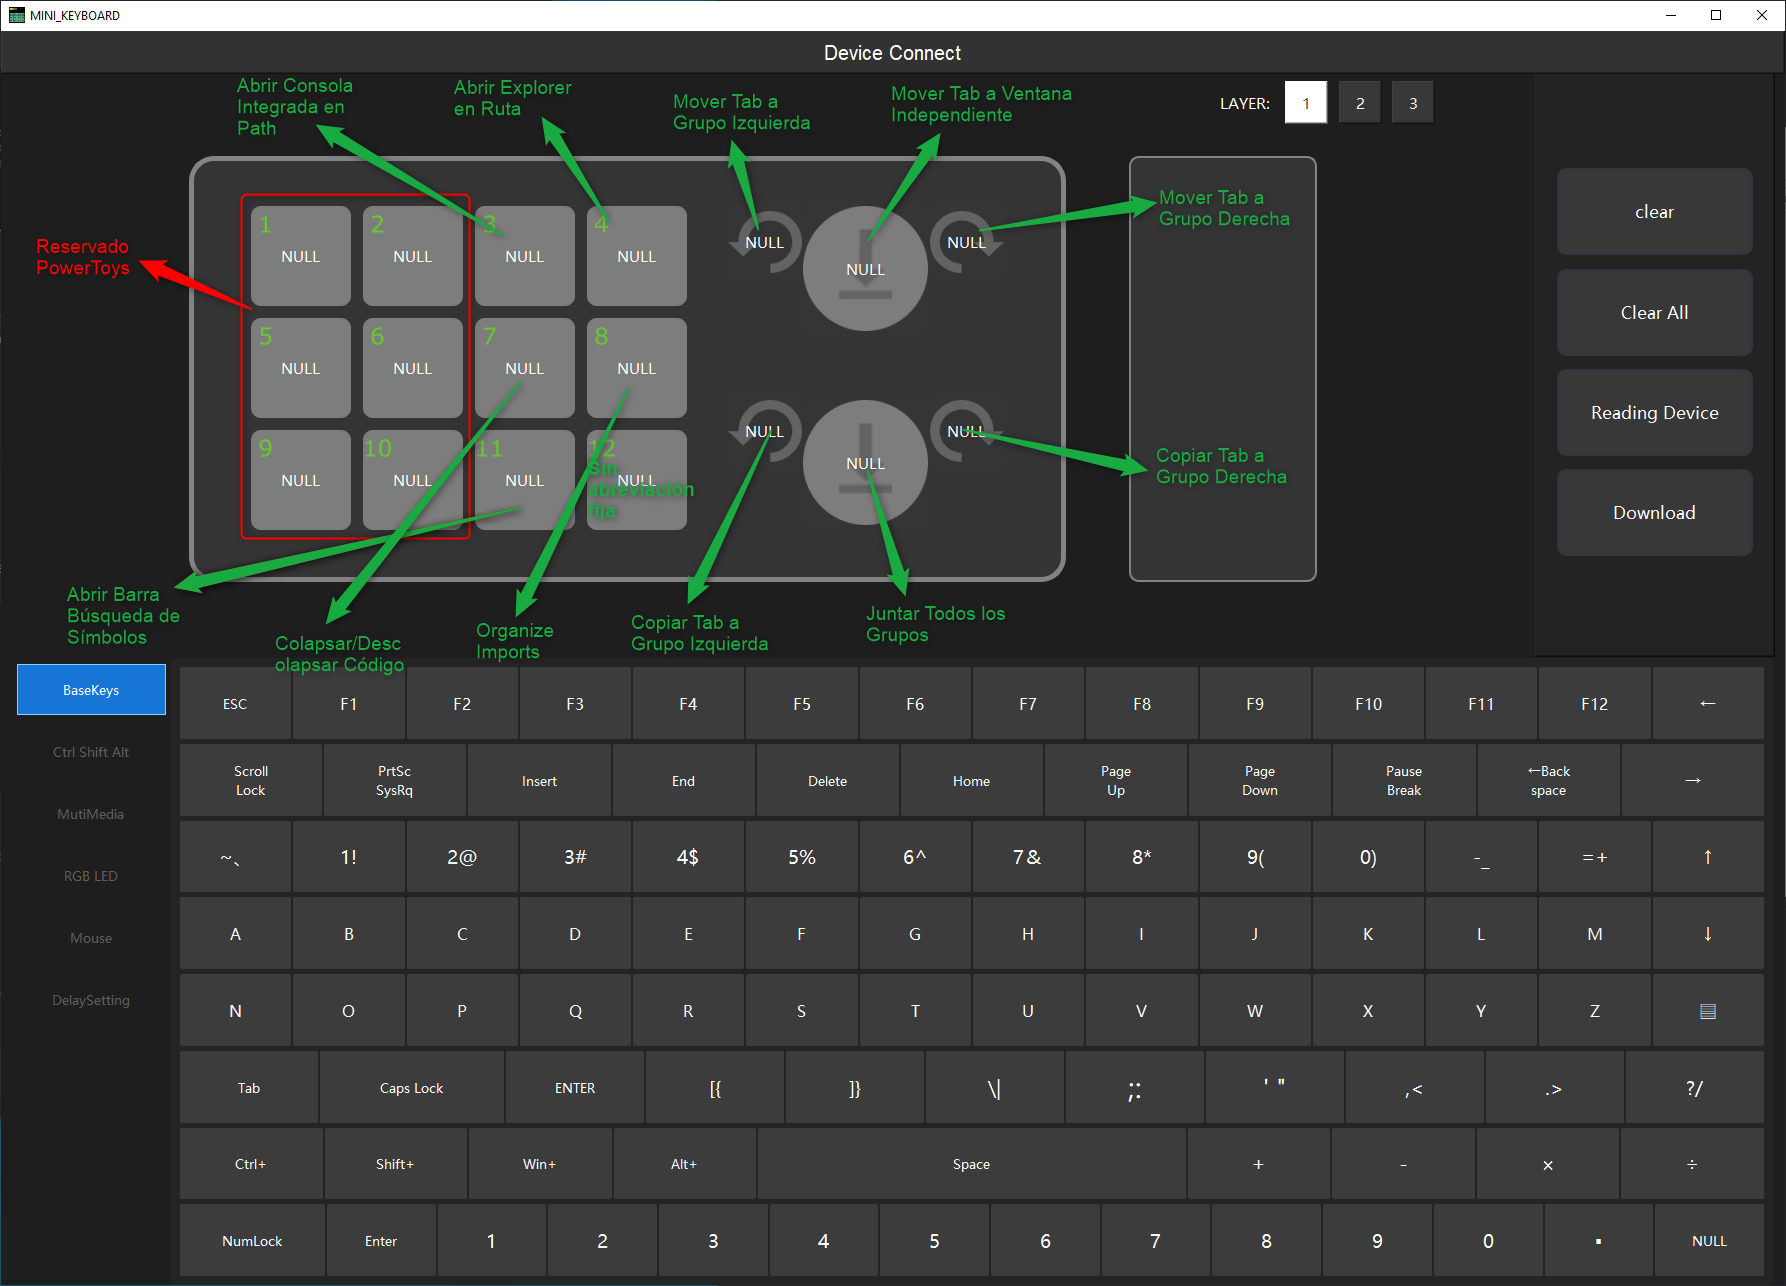 MINI_KEYBOARD
Device Connect
Abrir Consola
Integrada en
Path
Abrir Explorer
en Ruta
Mover Tab a
Grupo Izquierda
Mover Tab a Ventana
Independiente
LAYER: 1 2 3
Mover Tab a
Grupo Derecha
Reservado
PowerToys
1 2 3 4
NULL NULL NULL NULL
NULL NULL NULL
5 6 7 8
NULL NULL NULL NULL
9 10 11 12
NULL NULL NULL NULL
Sin
abreviación
fija
NULL NULL NULL
Copiar Tab a
Grupo Derecha
clear
Clear All
Reading Device
Download
Abrir Barra
Búsqueda de
Símbolos
Colapsar/Desc
olapsar Código
Organize
Imports
Copiar Tab a
Grupo Izquierda
Juntar Todos los
Grupos
BaseKeys
Ctrl Shift Alt
MutiMedia
RGB LED
Mouse
DelaySetting
ESC F1 F2 F3 F4 F5 F6 F7 F8 F9 F10 F11 F12 ←
Scroll
Lock
PrtSc
SysRq
Insert
End
Delete
Home
Page
Up
Page
Down
Pause
Break
←Back
space
→
~、 1! 2@ 3# 4$ 5% 6^ 7& 8* 9( 0) -_ =+ ↑
A B C D E F G H I J K L M ↓
N O P Q R S T U V W X Y Z ▤
Tab Caps Lock ENTER [{ ]} \| ;: ' " ,< .> ?/
Ctrl+ Shift+ Win+ Alt+ Space + - × ÷
NumLock Enter 1 2 3 4 5 6 7 8 9 0 . NULL